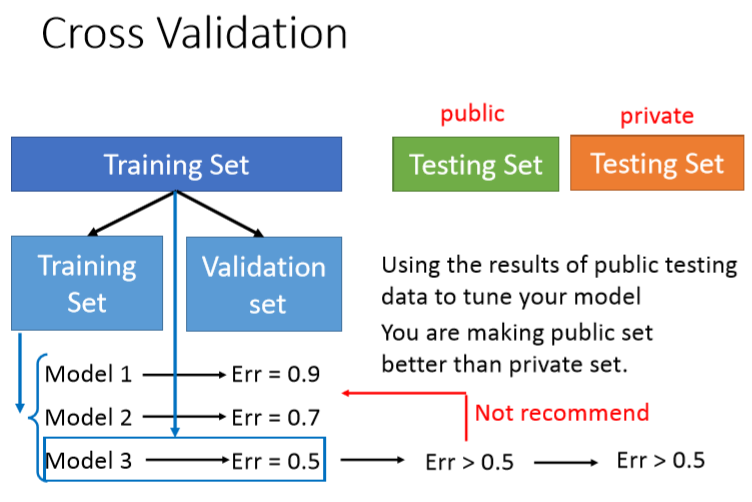 Cross Validation
public
private
Training Set
Testing Set
Testing Set
Training
Set
Validation
set
Using the results of public testing
data to tune your model
You are making public set
better than private set.
Model 1
Err = 0.9
Model 2
Err = 0.7
Not recommend
Model 3
Err = 0.5
Err > 0.5
Err > 0.5